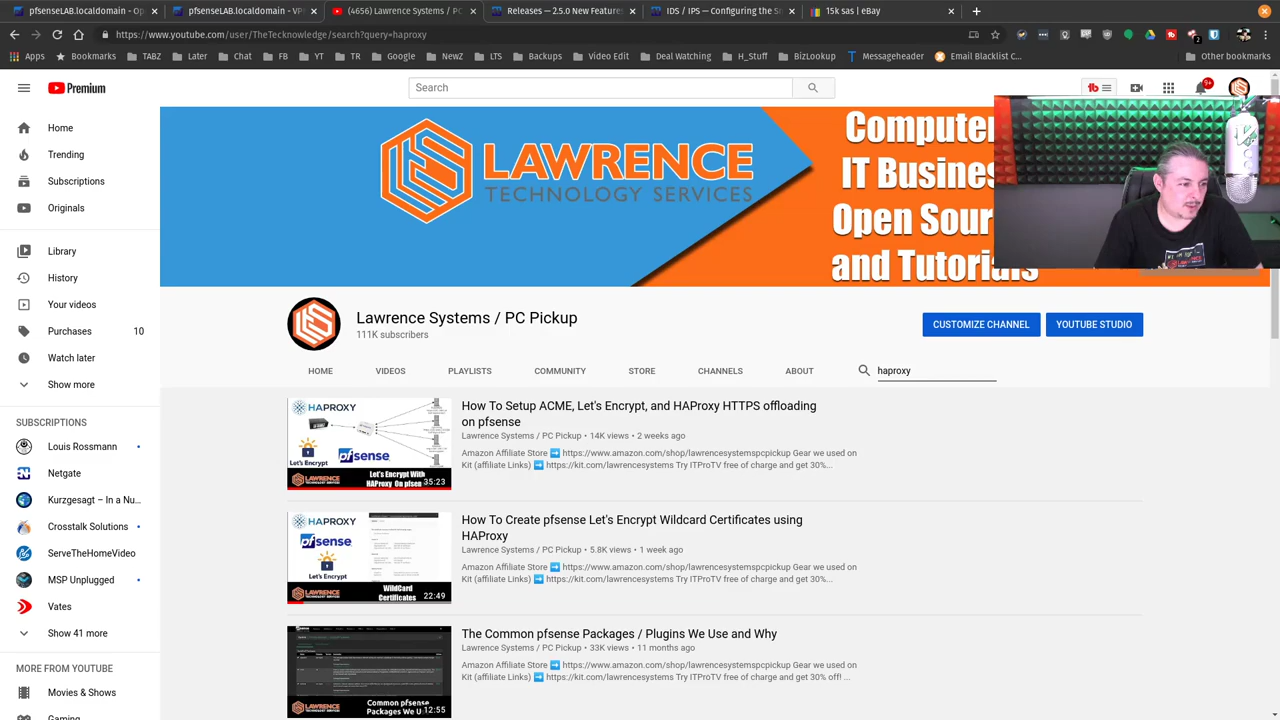 pfsenseLAB.localdomain - Op
pfsenseLAB.localdomain - VP
(4656) Lawrence Systems / PC
Releases — 2.5.0 New Feature
IDS / IPS — Configuring the S
15k sas | eBay
https://www.youtube.com/user/TheTecknowledge/search?query=haproxy
Apps
Bookmarks
TABZ
Later
Chat
FB
YT
TR
Google
NewZ
LTS
Backups
Video Edit
Deal Watching
H_Stuff
BizLookup
Messageheader
Email Blacklist C...
Other bookmarks
Premium
Search
9+
Home
Trending
Subscriptions
Originals
Library
History
Your videos
Purchases 10
Watch later
Show more
SUBSCRIPTIONS
Louis Rossmann
Netgate
Kurzgesagt – In a Nu...
Crosstalk Solutions
ServeTheHomeVideo
MSP Unplugged
Vates
Show 41 more
MORE FROM YOUTUBE
Movies & Shows
Gaming
LAWRENCE
TECHNOLOGY SERVICES
Computer
IT Busines
Open Sour
and Tutorials
Lawrence Systems / PC Pickup
111K subscribers
CUSTOMIZE CHANNEL
YOUTUBE STUDIO
HOME
VIDEOS
PLAYLISTS
COMMUNITY
STORE
CHANNELS
ABOUT
haproxy
HAPROXY
Let's Encrypt
pfsense
LAWRENCE
Let's Encrypt With
HAProxy On pfsen
35:23
How To Setup ACME, Let's Encrypt, and HAProxy HTTPS offloading
on pfsense
Lawrence Systems / PC Pickup • 14K views • 2 weeks ago
Amazon Affiliate Store ➡️ https://www.amazon.com/shop/lawrencesystemspcpickup Gear we used on
Kit (affiliate Links) ➡️ https://kit.com/lawrencesystems Try ITProTV free of charge and get 30%...
HAPROXY
pfsense
Let's Encrypt
LAWRENCE
WildCard
Certificates
22:49
How To Create pfsense Let's Encrypt Wildcard Certificates using
HAProxy
Lawrence Systems / PC Pickup • 5.8K views • 1 week ago
Amazon Affiliate Store ➡️ https://www.amazon.com/shop/lawrencesystemspcpickup Gear we used on
Kit (affiliate Links) ➡️ https://kit.com/lawrencesystems Try ITProTV free of charge and get 30%...
LAWRENCE
Common pfsense
Packages We U
12:55
The Common pfsense Packages / Plugins We Use Most
Lawrence Systems / PC Pickup • 33K views • 11 months ago
Amazon Affiliate Store ➡️ https://www.amazon.com/shop/lawrencesystemspcpickup Gear we used on
Kit (affiliate Links) ➡️ https://kit.com/lawrencesystems Try ITProTV free of charge and get 30%...